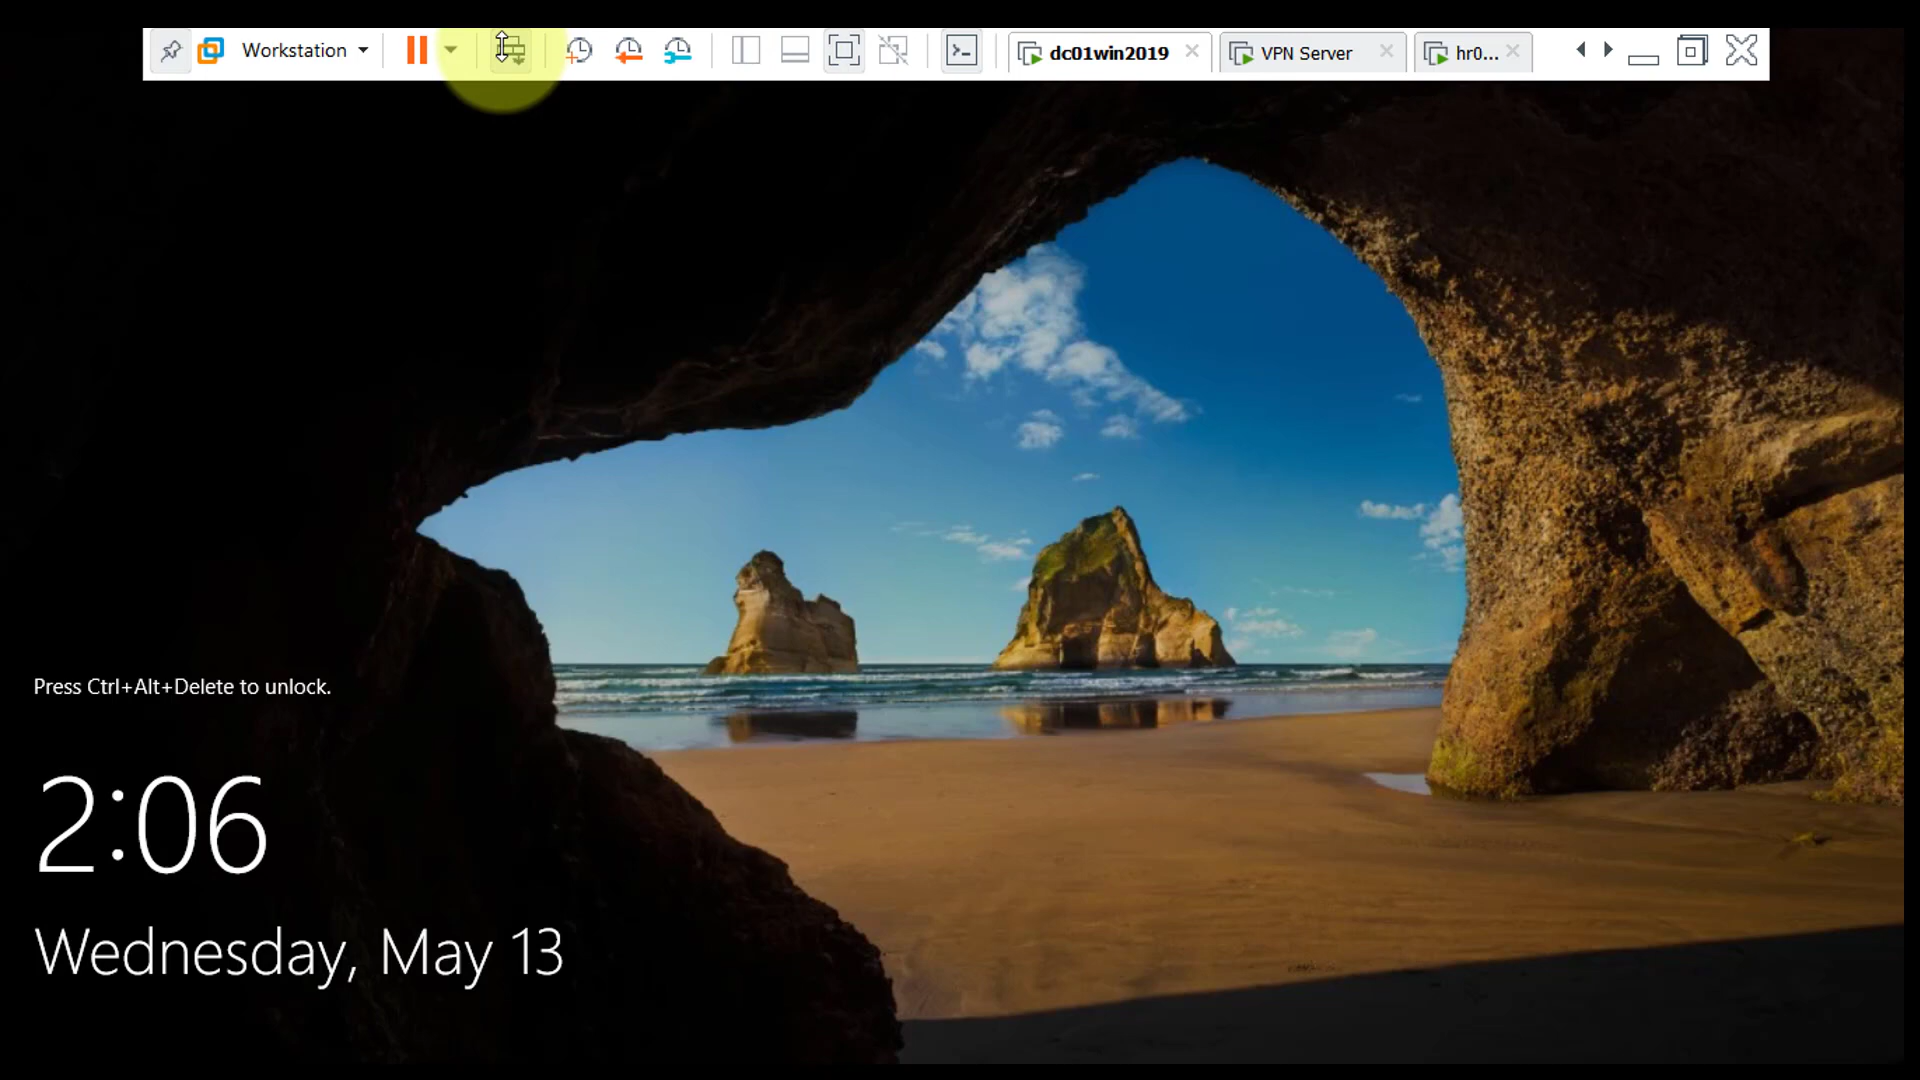 Workstation
dc01win2019
VPN Server
hr0...
Press Ctrl+Alt+Delete to unlock.
2:06
Wednesday, May 13